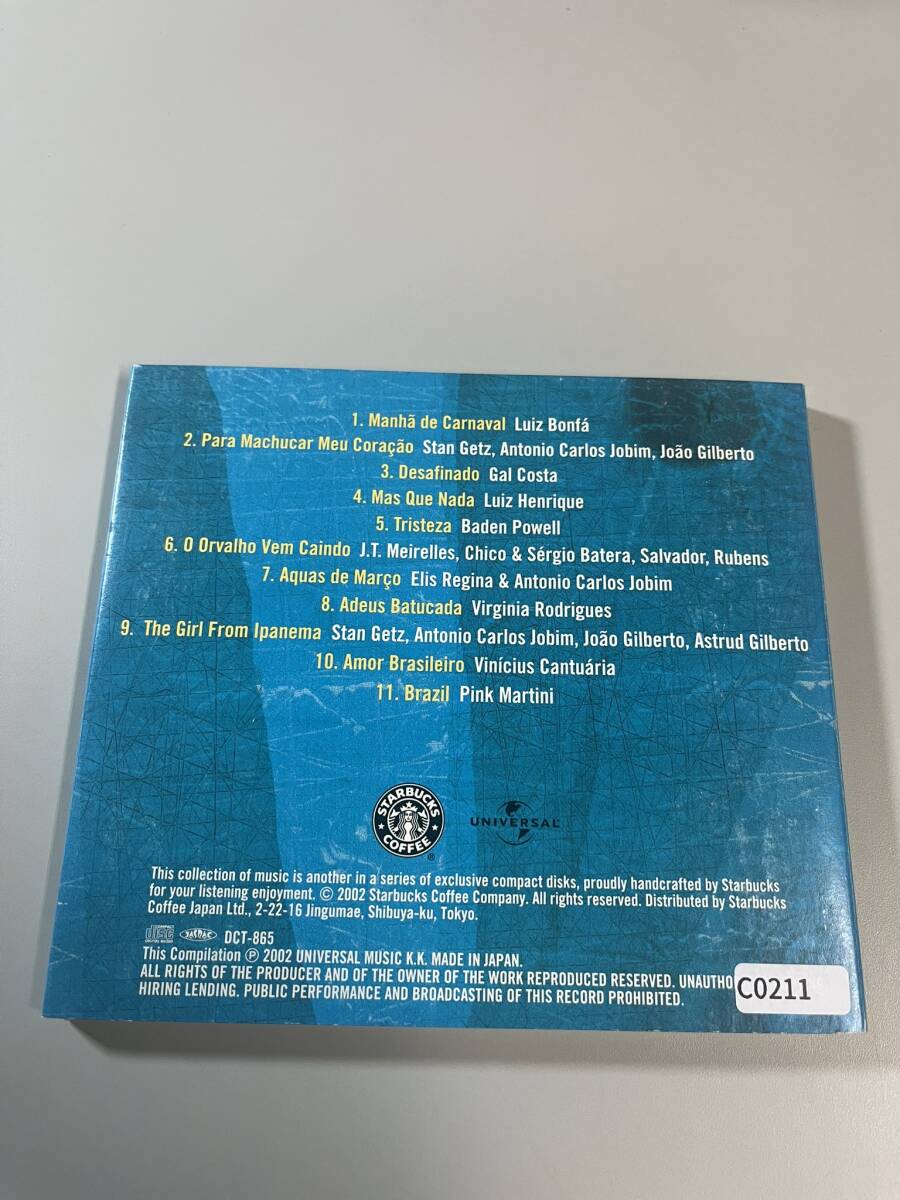 1. Manhã de Carnaval Luiz Bonfá
2. Para Machucar Meu Coração Stan Getz, Antonio Carlos Jobim, João Gilberto
3. Desafinado Gal Costa
4. Mas Que Nada Luiz Henrique
5. Tristeza Baden Powell
6. O Orvalho Vem Caindo J.T. Meirelles, Chico & Sérgio Batera, Salvador, Rubens
7. Aquas de Março Elis Regina & Antonio Carlos Jobim
8. Adeus Batucada Virginia Rodrigues
9. The Girl From Ipanema Stan Getz, Antonio Carlos Jobim, João Gilberto, Astrud Gilberto
10. Amor Brasileiro Vinícius Cantuária
11. Brazil Pink Martini
STARBUCKS
COFFEE
®
UNIVERSAL
This collection of music is another in a series of exclusive compact disks, proudly handcrafted by Starbucks
for your listening enjoyment. © 2002 Starbucks Coffee Company. All rights reserved. Distributed by Starbucks
Coffee Japan Ltd., 2-22-16 Jingumae, Shibuya-ku, Tokyo.
COMPACT disc DIGITAL AUDIO JASRAC DCT-865
This Compilation ℗ 2002 UNIVERSAL MUSIC K.K. MADE IN JAPAN.
ALL RIGHTS OF THE PRODUCER AND OF THE OWNER OF THE WORK REPRODUCED RESERVED. UNAUTHO
HIRING LENDING. PUBLIC PERFORMANCE AND BROADCASTING OF THIS RECORD PROHIBITED.
C0211